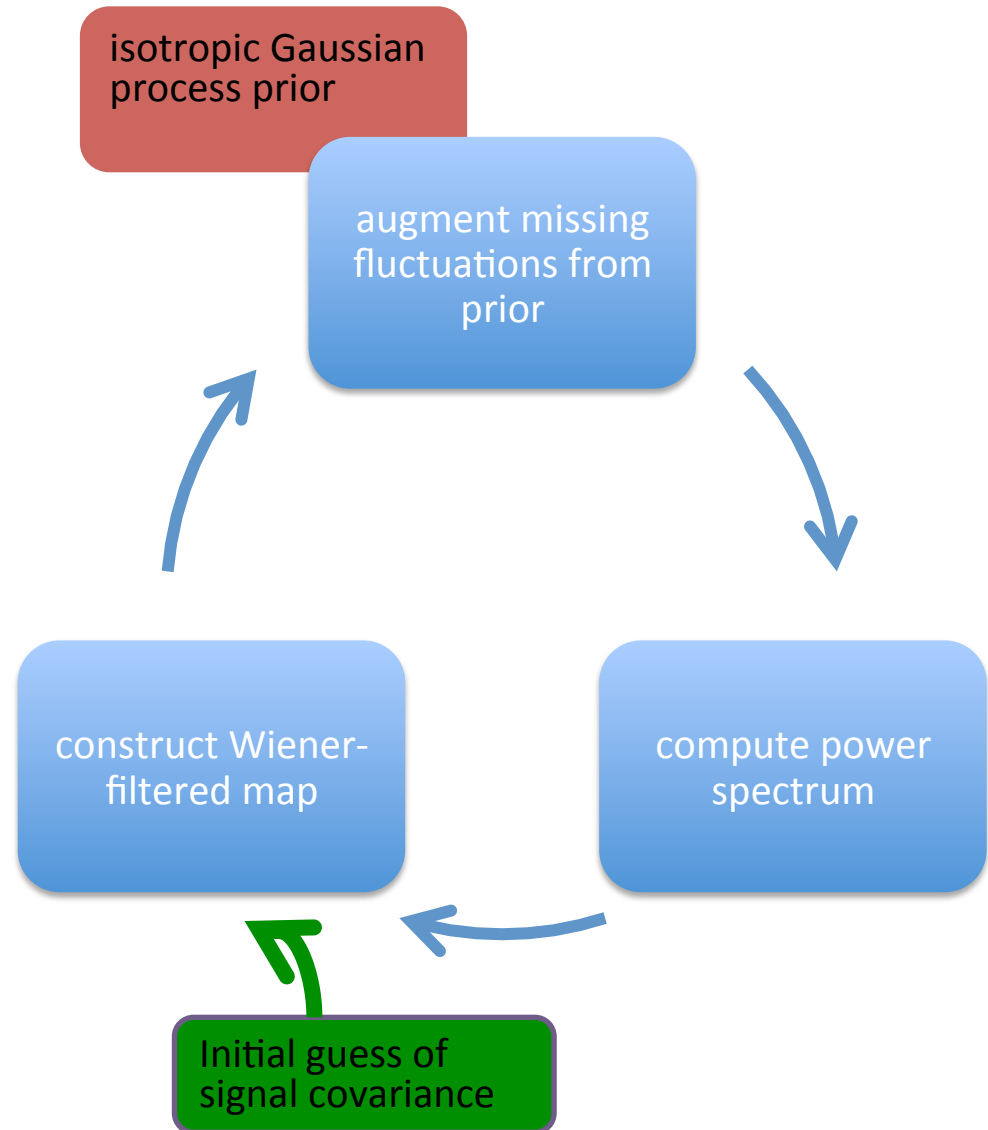 isotropic Gaussian
process prior
augment missing
fluctuations from
prior
construct Wiener-
filtered map
compute power
spectrum
Initial guess of
signal covariance